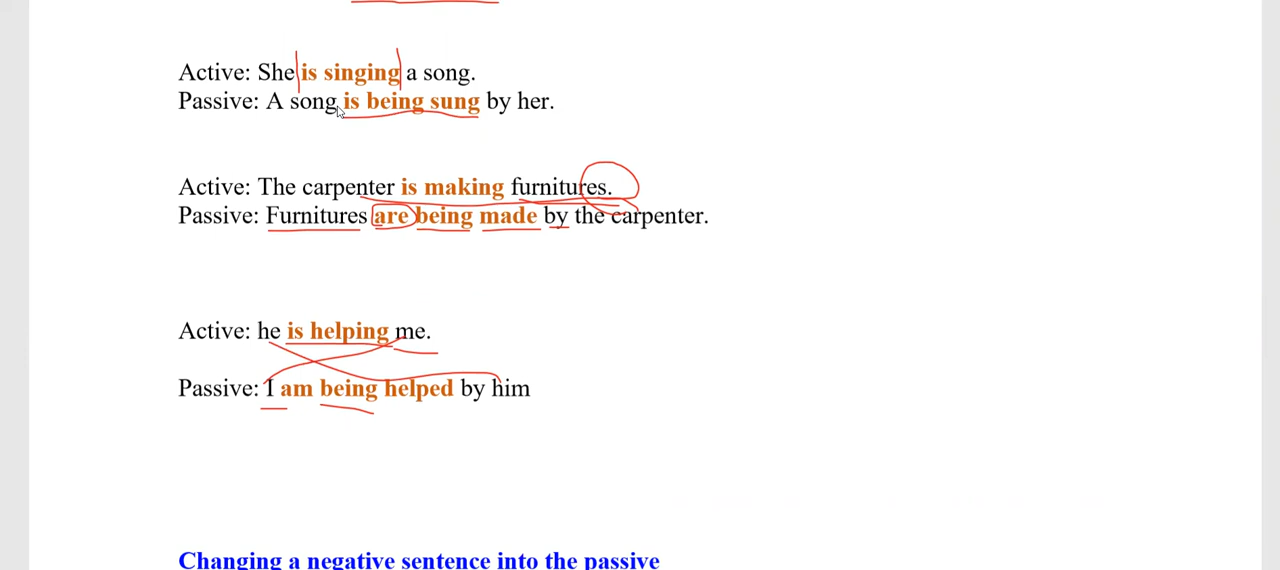 Active: She is singing a song.
Passive: A song is being sung by her.
Active: The carpenter is making furnitures.
Passive: Furnitures are being made by the carpenter.
Active: he is helping me.
Passive: I am being helped by him
Changing a negative sentence into the passive